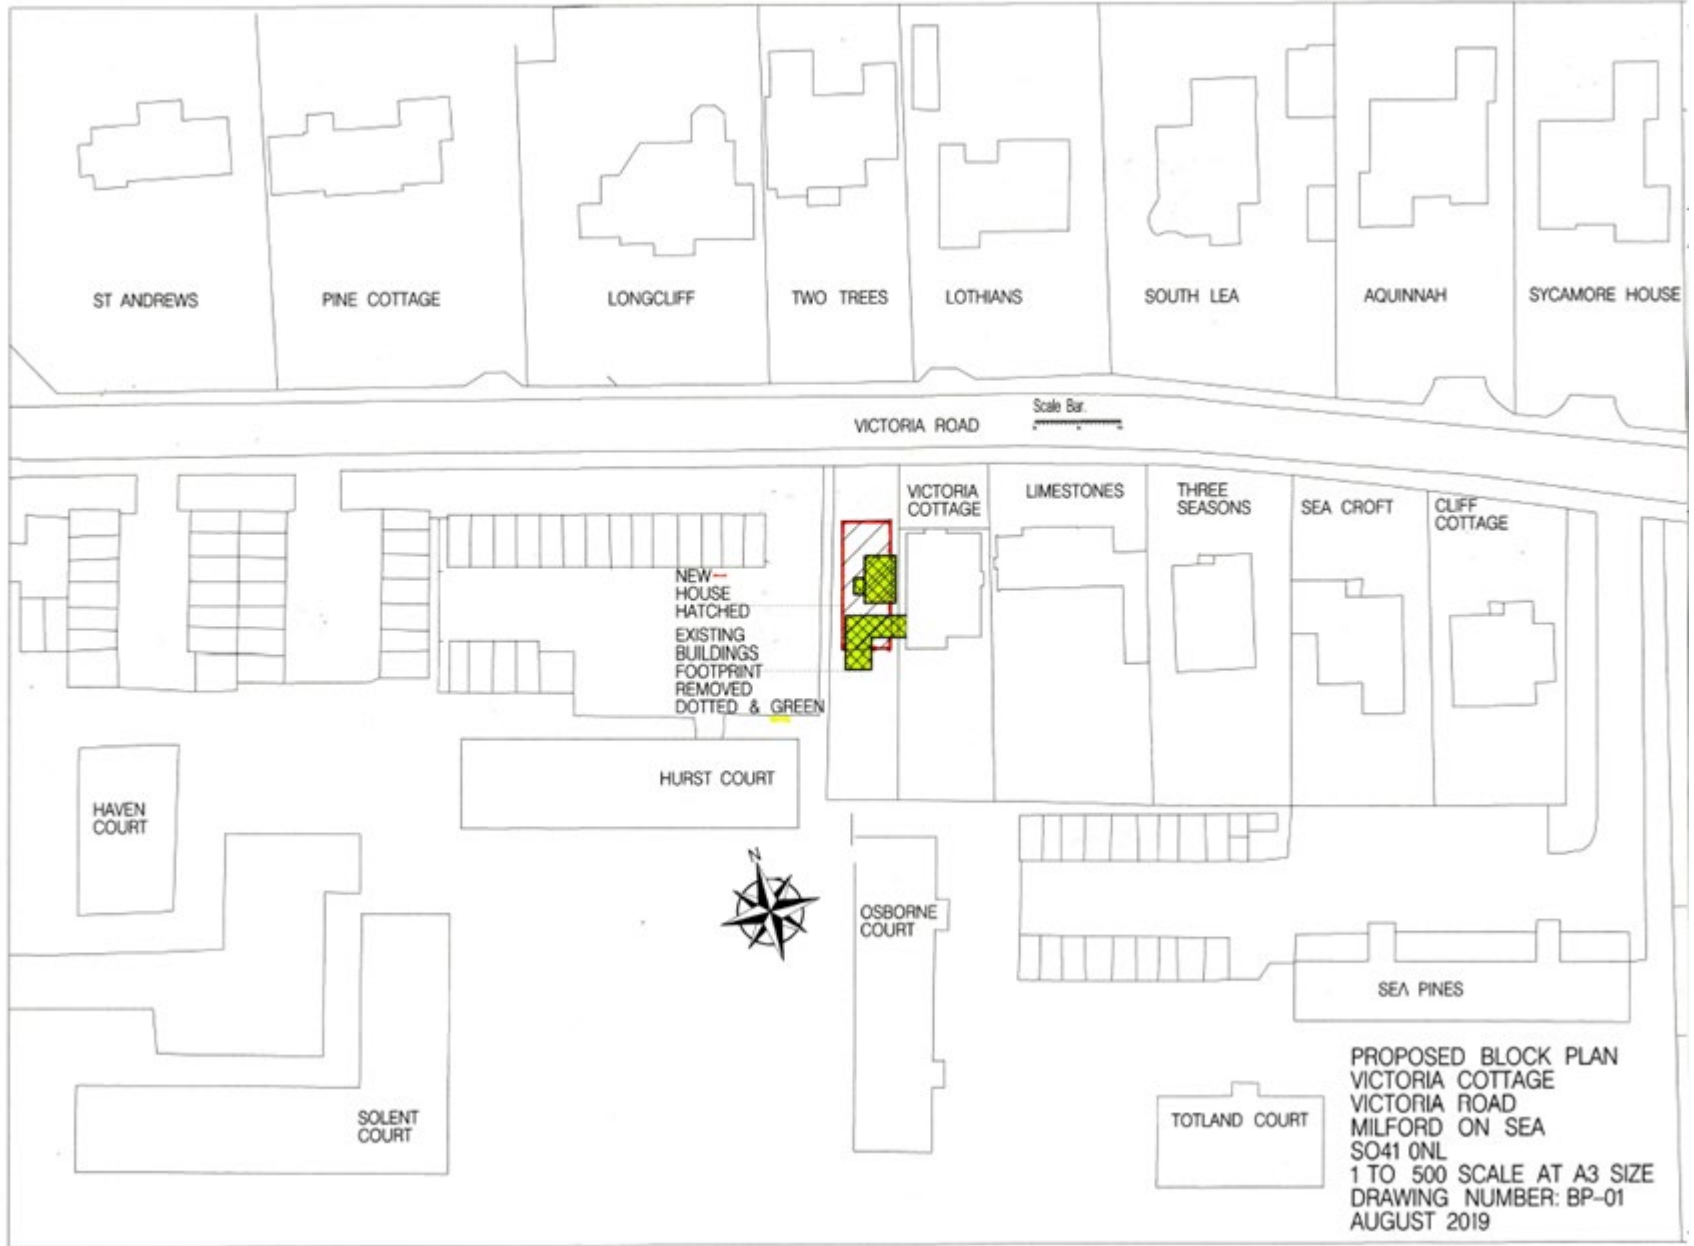 ST ANDREWS
PINE COTTAGE
LONGCLIFF
TWO TREES
LOTHIANS
SOUTH LEA
AQUINNAH
SYCAMORE HOUSE
Scale Bar.
VICTORIA ROAD
VICTORIA
COTTAGE
LIMESTONES
THREE
SEASONS
SEA CROFT
CLIFF
COTTAGE
NEW
HOUSE
HATCHED
EXISTING
BUILDINGS
FOOTPRINT
REMOVED
DOTTED & GREEN
HURST COURT
HAVEN
COURT
N
OSBORNE
COURT
SEA PINES
SOLENT
COURT
TOTLAND COURT
PROPOSED BLOCK PLAN
VICTORIA COTTAGE
VICTORIA ROAD
MILFORD ON SEA
SO41 0NL
1 TO 500 SCALE AT A3 SIZE
DRAWING NUMBER: BP-01
AUGUST 2019